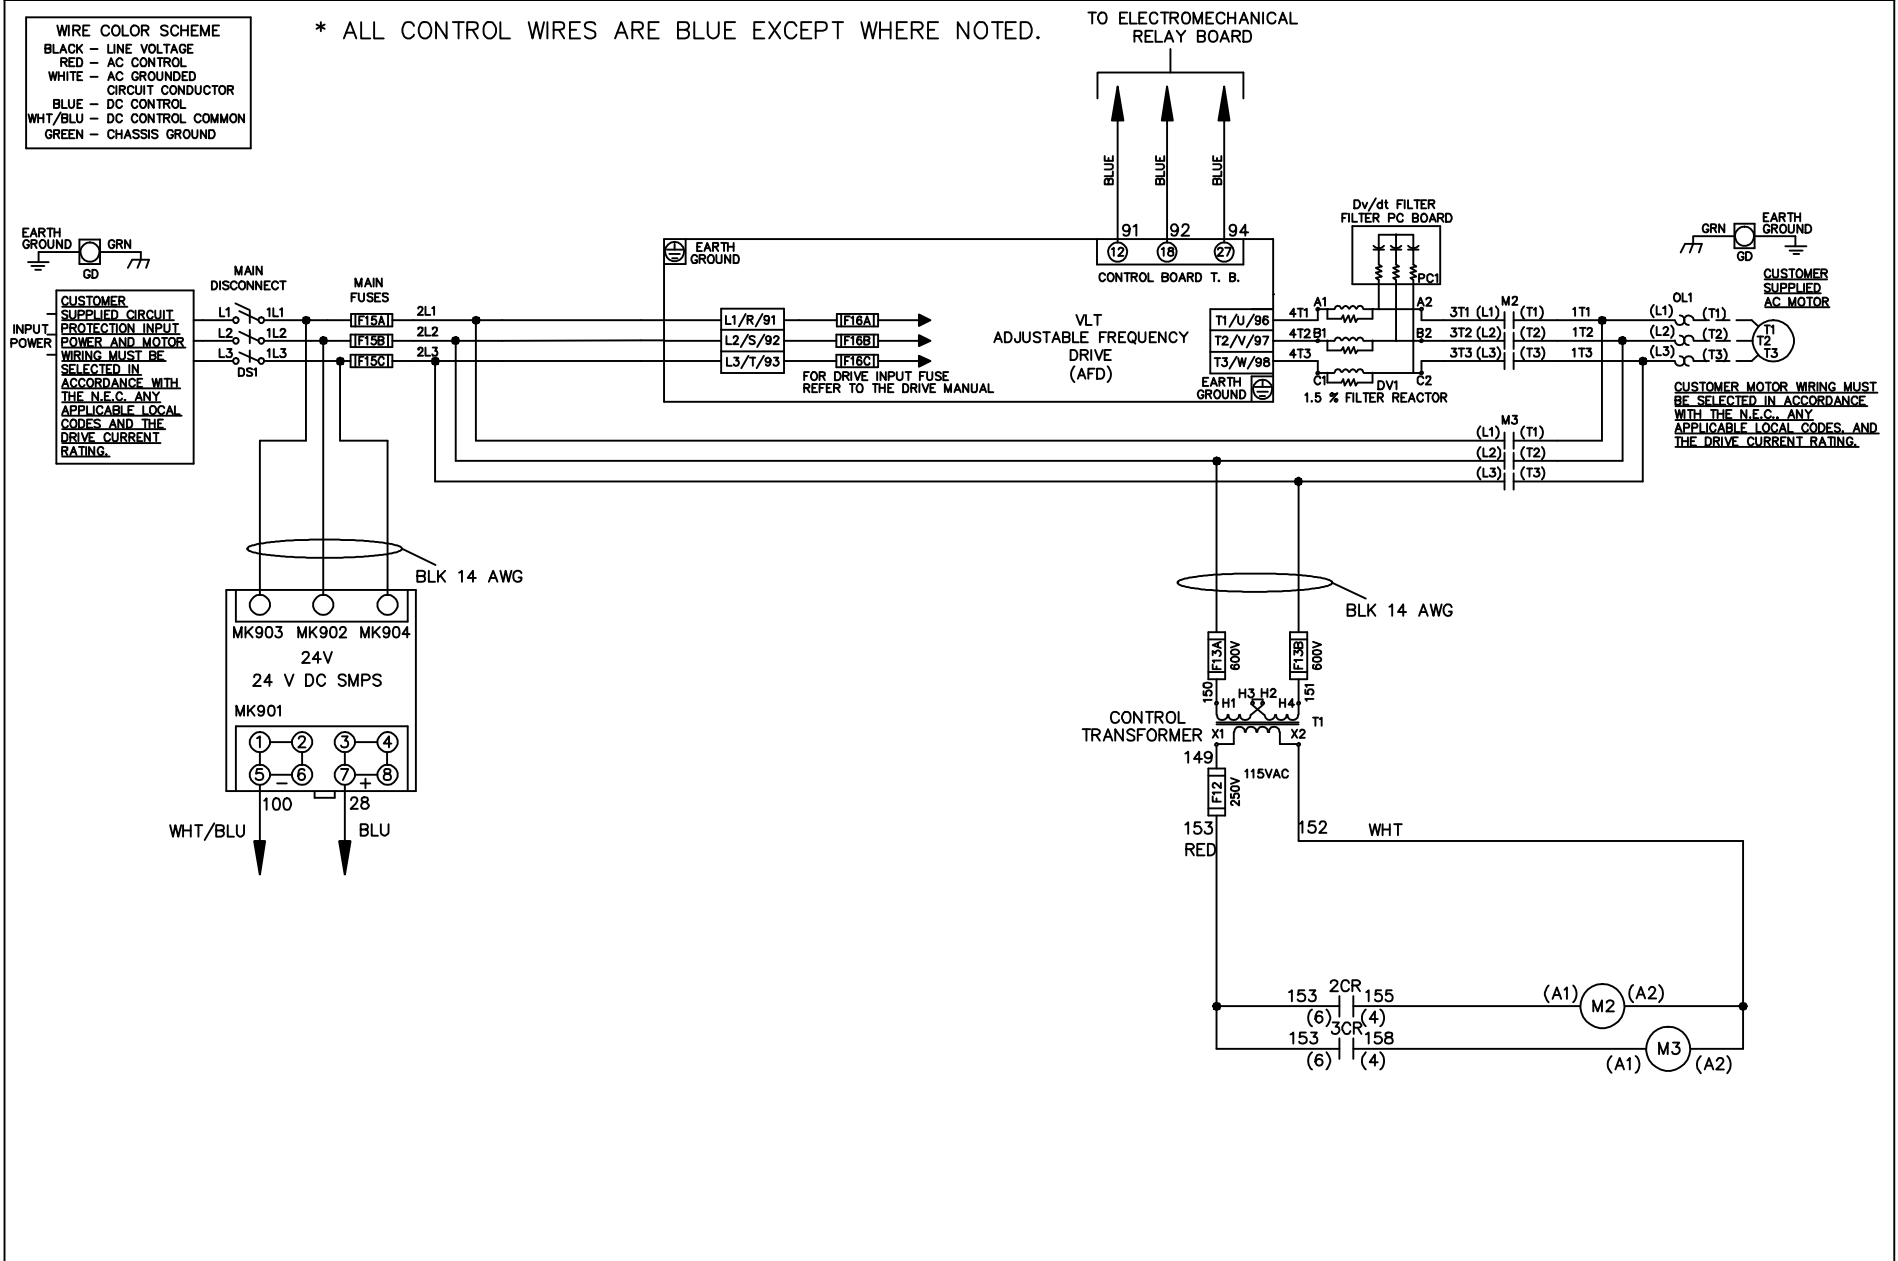 WIRE COLOR SCHEME
BLACK – LINE VOLTAGE
RED – AC CONTROL
WHITE – AC GROUNDED
CIRCUIT CONDUCTOR
BLUE – DC CONTROL
WHT/BLU – DC CONTROL COMMON
GREEN – CHASSIS GROUND
* ALL CONTROL WIRES ARE BLUE EXCEPT WHERE NOTED.
TO ELECTROMECHANICAL
RELAY BOARD
BLUE
BLUE
BLUE
91 92 94
12 18 27
CONTROL BOARD T. B.
EARTH
GROUND
GRN
GD
INPUT
POWER
CUSTOMER
SUPPLIED CIRCUIT
PROTECTION INPUT
POWER AND MOTOR
WIRING MUST BE
SELECTED IN
ACCORDANCE WITH
THE N.E.C. ANY
APPLICABLE LOCAL
CODES AND THE
DRIVE CURRENT
RATING.
MAIN
DISCONNECT
L1 1L1
L2 1L2
L3 1L3
DS1
MAIN
FUSES
F15A 2L1
F15B 2L2
F15C 2L3
EARTH
GROUND
L1/R/91 F16A
L2/S/92 F16B
L3/T/93 F16C
FOR DRIVE INPUT FUSE
REFER TO THE DRIVE MANUAL
VLT
ADJUSTABLE FREQUENCY
DRIVE
(AFD)
T1/U/96 4T1
T2/V/97 4T2
T3/W/98 4T3
EARTH
GROUND
Dv/dt FILTER
FILTER PC BOARD
PC1
A1 A2
B1 B2
C1 C2
DV1
1.5 % FILTER REACTOR
M2
3T1 (L1) (T1) 1T1
3T2 (L2) (T2) 1T2
3T3 (L3) (T3) 1T3
OL1
(L1) (T1)
(L2) (T2)
(L3) (T3)
T1
T2
T3
GRN
EARTH
GROUND
GD
CUSTOMER
SUPPLIED
AC MOTOR
CUSTOMER MOTOR WIRING MUST
BE SELECTED IN ACCORDANCE
WITH THE N.E.C., ANY
APPLICABLE LOCAL CODES, AND
THE DRIVE CURRENT RATING.
M3
(L1) (T1)
(L2) (T2)
(L3) (T3)
BLK 14 AWG
MK903 MK902 MK904
24V
24 V DC SMPS
MK901
1 2 3 4
5 6 7 8
– +
100 28
WHT/BLU BLU
BLK 14 AWG
F13A 600V
F13B 600V
150 151
H1 H3 H2 H4
T1
CONTROL
TRANSFORMER
X1 X2
149
115VAC
F12 250V
153
RED
152 WHT
153 2CR 155
(6) (4)
(A1) M2 (A2)
153 3CR 158
(6) (4)
(A1) M3 (A2)